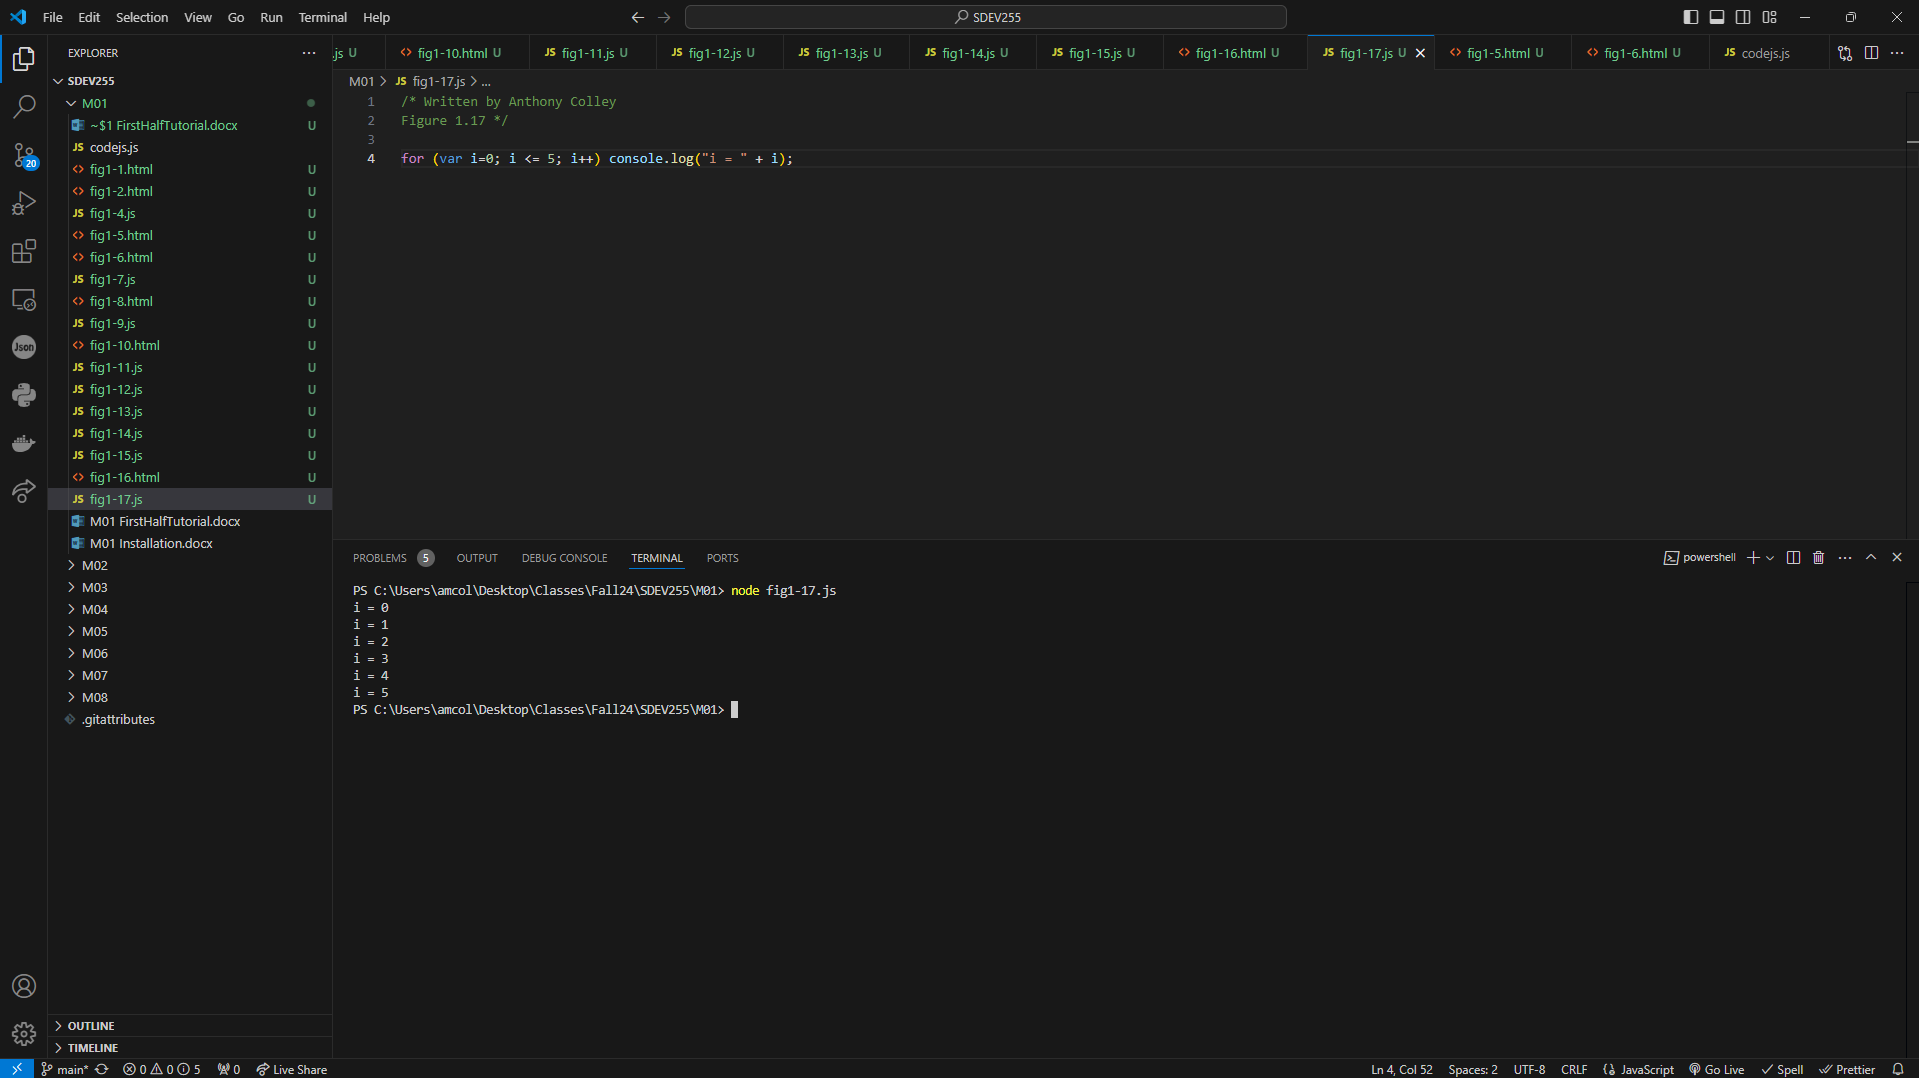 File Edit Selection View Go Run Terminal Help
SDEV255
EXPLORER
SDEV255
M01
~$1 FirstHalfTutorial.docx U
codejs.js
fig1-1.html U
fig1-2.html U
fig1-4.js U
fig1-5.html U
fig1-6.html U
fig1-7.js U
fig1-8.html U
fig1-9.js U
fig1-10.html U
fig1-11.js U
fig1-12.js U
fig1-13.js U
fig1-14.js U
fig1-15.js U
fig1-16.html U
fig1-17.js U
M01 FirstHalfTutorial.docx
M01 Installation.docx
M02
M03
M04
M05
M06
M07
M08
.gitattributes
OUTLINE
TIMELINE
20
Json
.js U fig1-10.html U JS fig1-11.js U JS fig1-12.js U JS fig1-13.js U JS fig1-14.js U JS fig1-15.js U fig1-16.html U JS fig1-17.js U fig1-5.html U fig1-6.html U JS codejs.js
M01 > JS fig1-17.js > ...
1 /* Written by Anthony Colley
2 Figure 1.17 */
3
4 for (var i=0; i <= 5; i++) console.log("i = " + i);
PROBLEMS 5 OUTPUT DEBUG CONSOLE TERMINAL PORTS
powershell
PS C:\Users\amcol\Desktop\Classes\Fall24\SDEV255\M01> node fig1-17.js
i = 0
i = 1
i = 2
i = 3
i = 4
i = 5
PS C:\Users\amcol\Desktop\Classes\Fall24\SDEV255\M01>
main* 0 0 5 0 Live Share
Ln 4, Col 52 Spaces: 2 UTF-8 CRLF {} JavaScript Go Live Spell Prettier